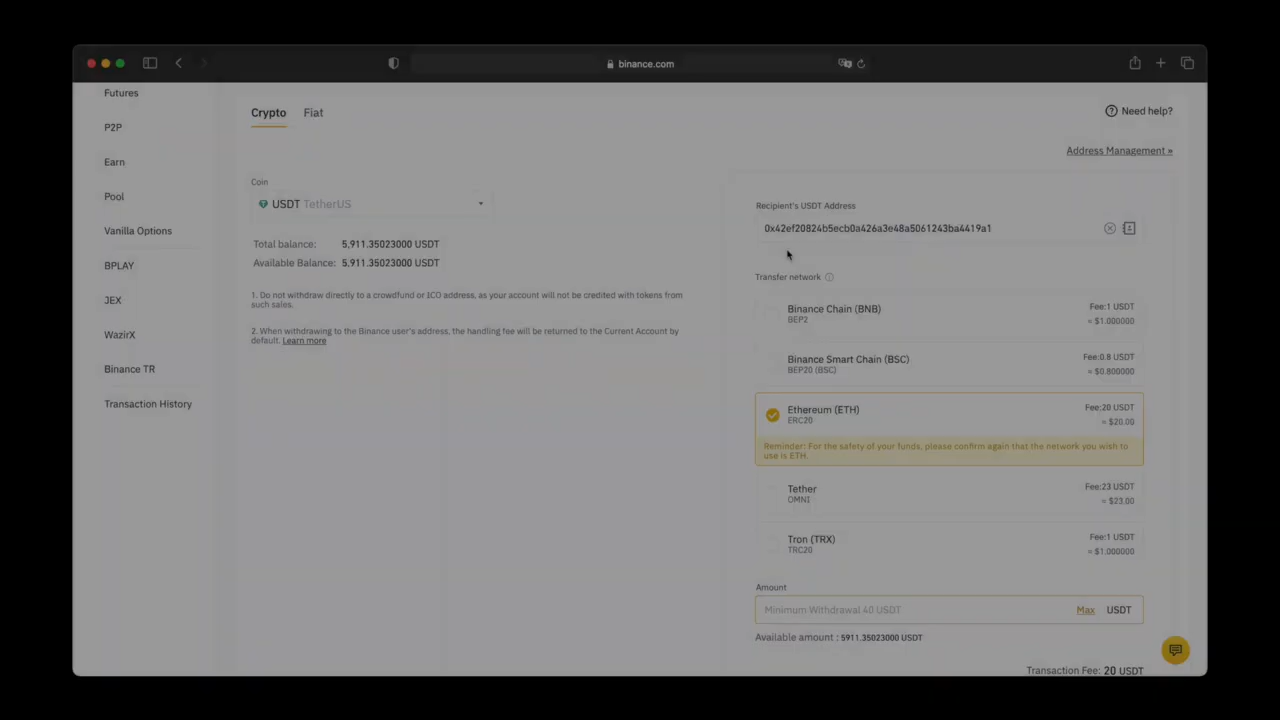 binance.com
Futures
P2P
Earn
Pool
Vanilla Options
BPLAY
JEX
WazirX
Binance TR
Transaction History
Crypto
Fiat
Need help?
Address Management »
Coin
USDT TetherUS
Total balance: 5,911.35023000 USDT
Available Balance: 5,911.35023000 USDT
1. Do not withdraw directly to a crowdfund or ICO address, as your account will not be credited with tokens from
such sales.
2. When withdrawing to the Binance user's address, the handling fee will be returned to the Current Account by
default. Learn more
Recipient's USDT Address
0x42ef20824b5ecb0a426a3e48a5061243ba4419a1
Transfer network
Binance Chain (BNB)
BEP2
Fee:1 USDT
≈ $1.000000
Binance Smart Chain (BSC)
BEP20 (BSC)
Fee:0.8 USDT
≈ $0.800000
Ethereum (ETH)
ERC20
Fee:20 USDT
≈ $20.00
Reminder: For the safety of your funds, please confirm again that the network you wish to
use is ETH.
Tether
OMNI
Fee:23 USDT
≈ $23.00
Tron (TRX)
TRC20
Fee:1 USDT
≈ $1.000000
Amount
Minimum Withdrawal 40 USDT
Max USDT
Available amount : 5911.35023000 USDT
Transaction Fee: 20 USDT